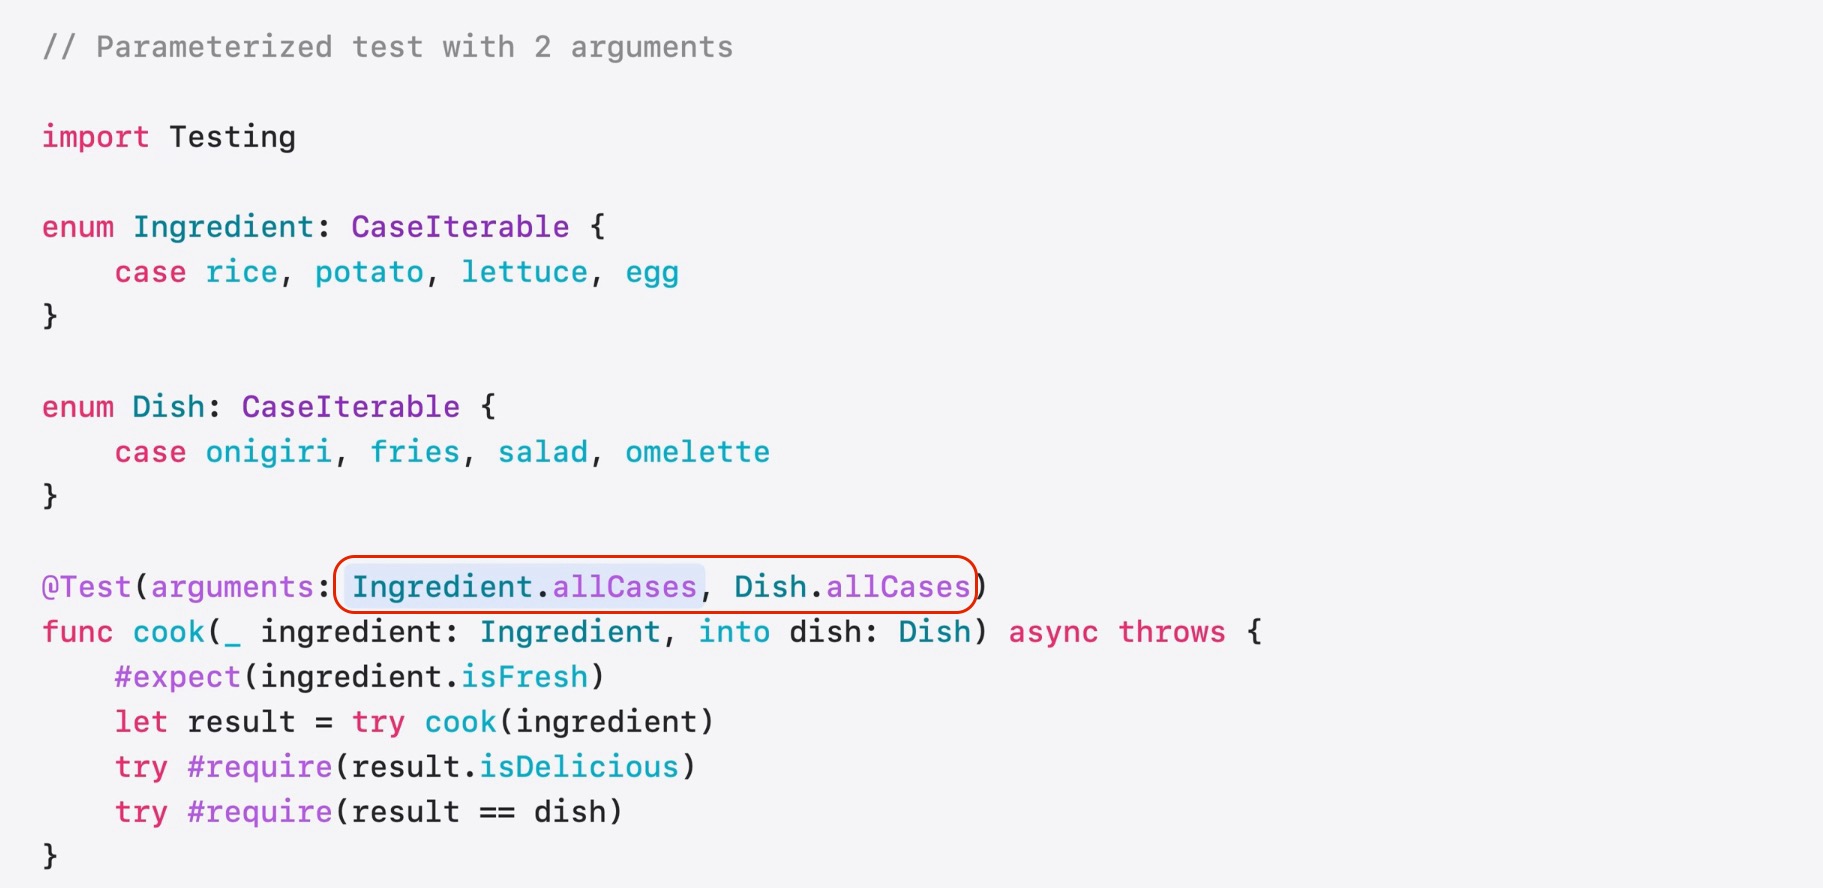 // Parameterized test with 2 arguments
import Testing
enum Ingredient: CaseIterable {
case rice, potato, lettuce, egg
}
enum Dish: CaseIterable {
case onigiri, fries, salad, omelette
}
@Test(arguments: Ingredient.allCases, Dish.allCases)
func cook(_ ingredient: Ingredient, into dish: Dish) async throws {
#expect(ingredient.isFresh)
let result = try cook(ingredient)
try #require(result.isDelicious)
try #require(result == dish)
}